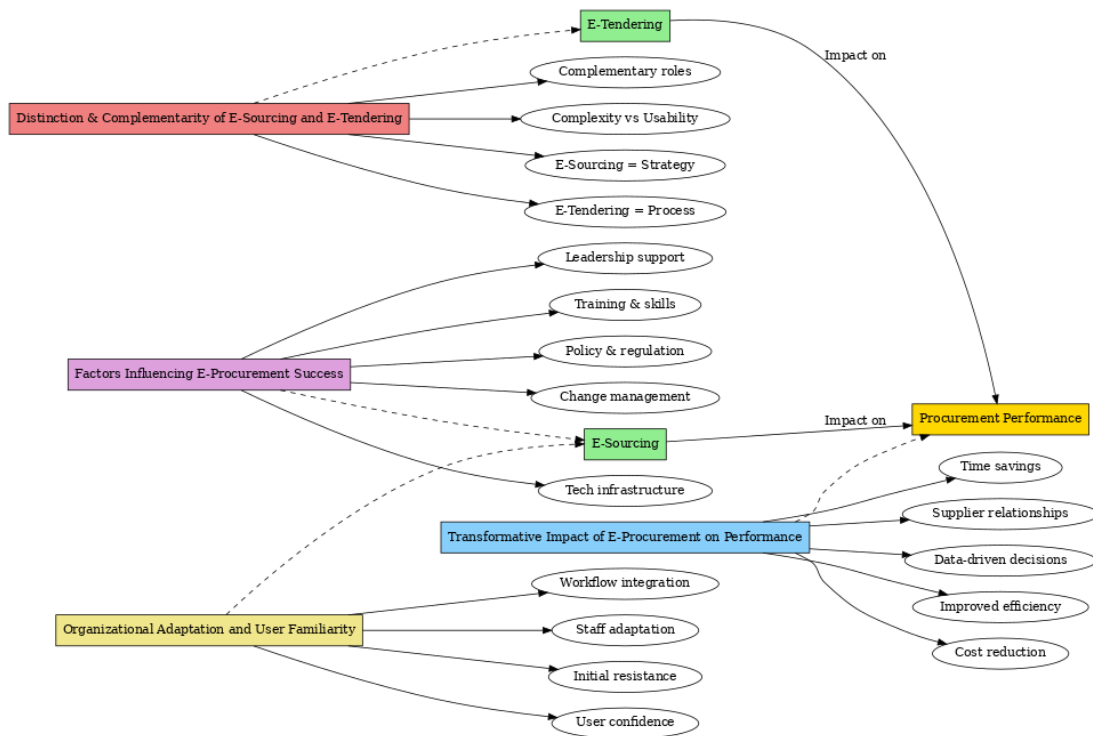 E-Tendering
Impact on
Complementary roles
Distinction & Complementarity of E-Sourcing and E-Tendering
Complexity vs Usability
E-Sourcing = Strategy
E-Tendering = Process
Leadership support
Training & skills
Policy & regulation
Factors Influencing E-Procurement Success
Change management
Procurement Performance
Impact on
E-Sourcing
Time savings
Tech infrastructure
Supplier relationships
Transformative Impact of E-Procurement on Performance
Data-driven decisions
Workflow integration
Improved efficiency
Organizational Adaptation and User Familiarity
Staff adaptation
Cost reduction
Initial resistance
User confidence